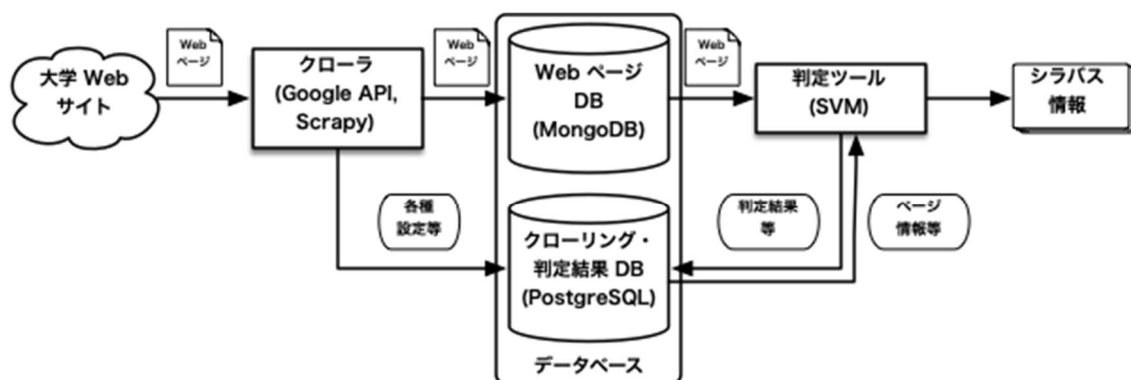 Web
ページ
Web
ページ
Web
ページ
大学 Web
サイト
クローラ
(Google API,
Scrapy)
Web ページ
DB
(MongoDB)
判定ツール
(SVM)
シラバス
情報
各種
設定等
クローリング・
判定結果 DB
(PostgreSQL)
判定結果
等
ページ
情報等
データベース